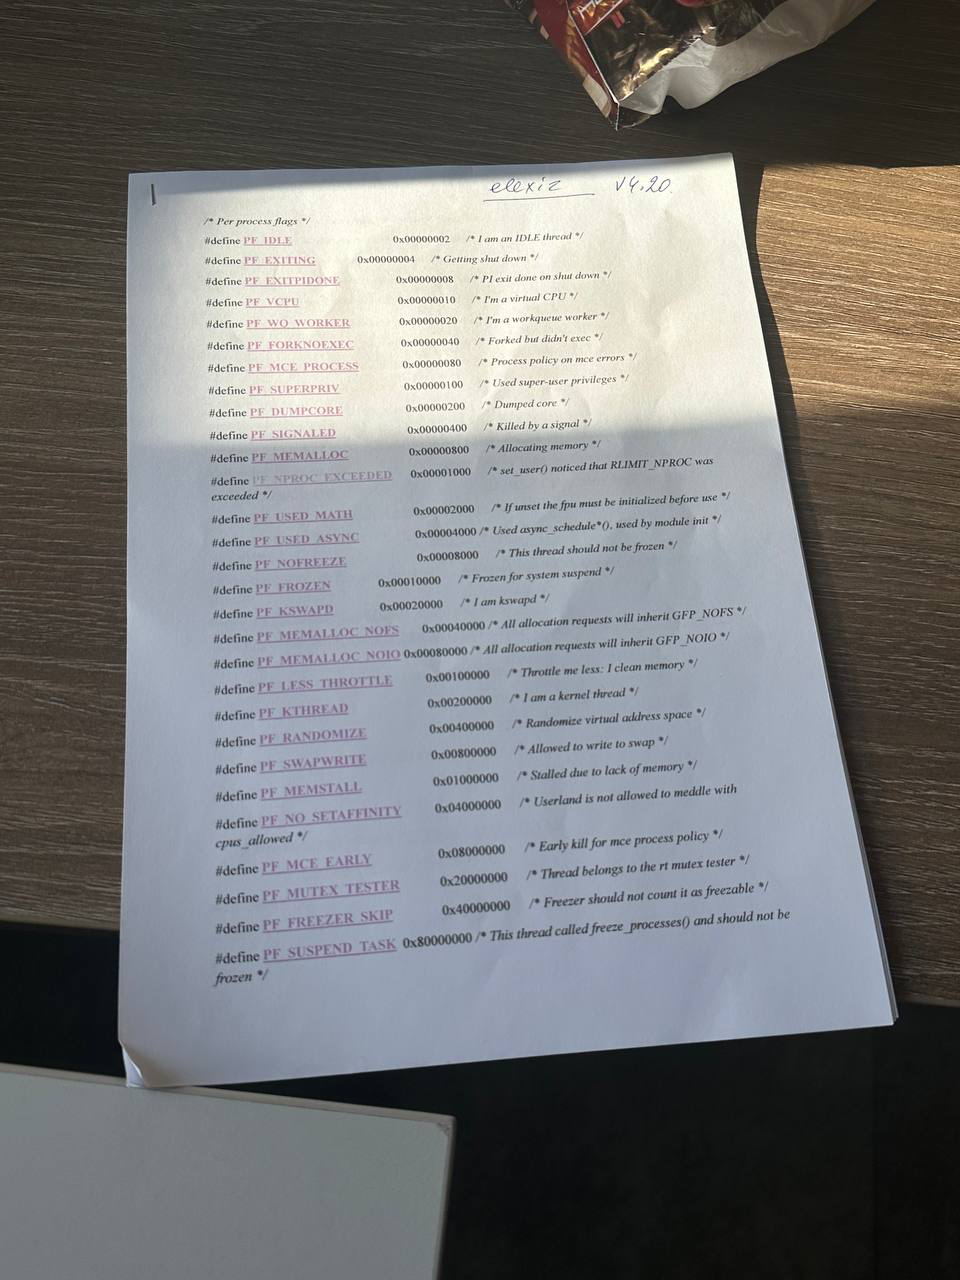 elexiz v4.20.
/* Per process flags */
#define PF_IDLE 0x00000002 /* I am an IDLE thread */
#define PF_EXITING 0x00000004 /* Getting shut down */
#define PF_EXITPIDONE 0x00000008 /* PI exit done on shut down */
#define PF_VCPU 0x00000010 /* I'm a virtual CPU */
#define PF_WQ_WORKER 0x00000020 /* I'm a workqueue worker */
#define PF_FORKNOEXEC 0x00000040 /* Forked but didn't exec */
#define PF_MCE_PROCESS 0x00000080 /* Process policy on mce errors */
#define PF_SUPERPRIV 0x00000100 /* Used super-user privileges */
#define PF_DUMPCORE 0x00000200 /* Dumped core */
#define PF_SIGNALED 0x00000400 /* Killed by a signal */
#define PF_MEMALLOC 0x00000800 /* Allocating memory */
#define PF_NPROC_EXCEEDED 0x00001000 /* set_user() noticed that RLIMIT_NPROC was
exceeded */
#define PF_USED_MATH 0x00002000 /* If unset the fpu must be initialized before use */
#define PF_USED_ASYNC 0x00004000 /* Used async_schedule*(), used by module init */
#define PF_NOFREEZE 0x00008000 /* This thread should not be frozen */
#define PF_FROZEN 0x00010000 /* Frozen for system suspend */
#define PF_KSWAPD 0x00020000 /* I am kswapd */
#define PF_MEMALLOC_NOFS 0x00040000 /* All allocation requests will inherit GFP_NOFS */
#define PF_MEMALLOC_NOIO 0x00080000 /* All allocation requests will inherit GFP_NOIO */
#define PF_LESS_THROTTLE 0x00100000 /* Throttle me less: I clean memory */
#define PF_KTHREAD 0x00200000 /* I am a kernel thread */
#define PF_RANDOMIZE 0x00400000 /* Randomize virtual address space */
#define PF_SWAPWRITE 0x00800000 /* Allowed to write to swap */
#define PF_MEMSTALL 0x01000000 /* Stalled due to lack of memory */
#define PF_NO_SETAFFINITY 0x04000000 /* Userland is not allowed to meddle with
cpus_allowed */
#define PF_MCE_EARLY 0x08000000 /* Early kill for mce process policy */
#define PF_MUTEX_TESTER 0x20000000 /* Thread belongs to the rt mutex tester */
#define PF_FREEZER_SKIP 0x40000000 /* Freezer should not count it as freezable */
#define PF_SUSPEND_TASK 0x80000000 /* This thread called freeze_processes() and should not be
frozen */